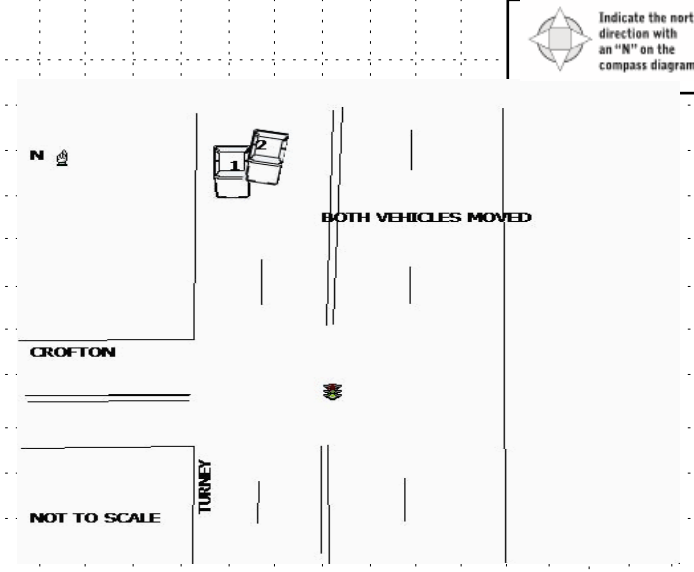 Indicate the nort
direction with
an "N" on the
compass diagram
N
1
2
BOTH VEHICLES MOVED
CROFTON
TURNEY
NOT TO SCALE